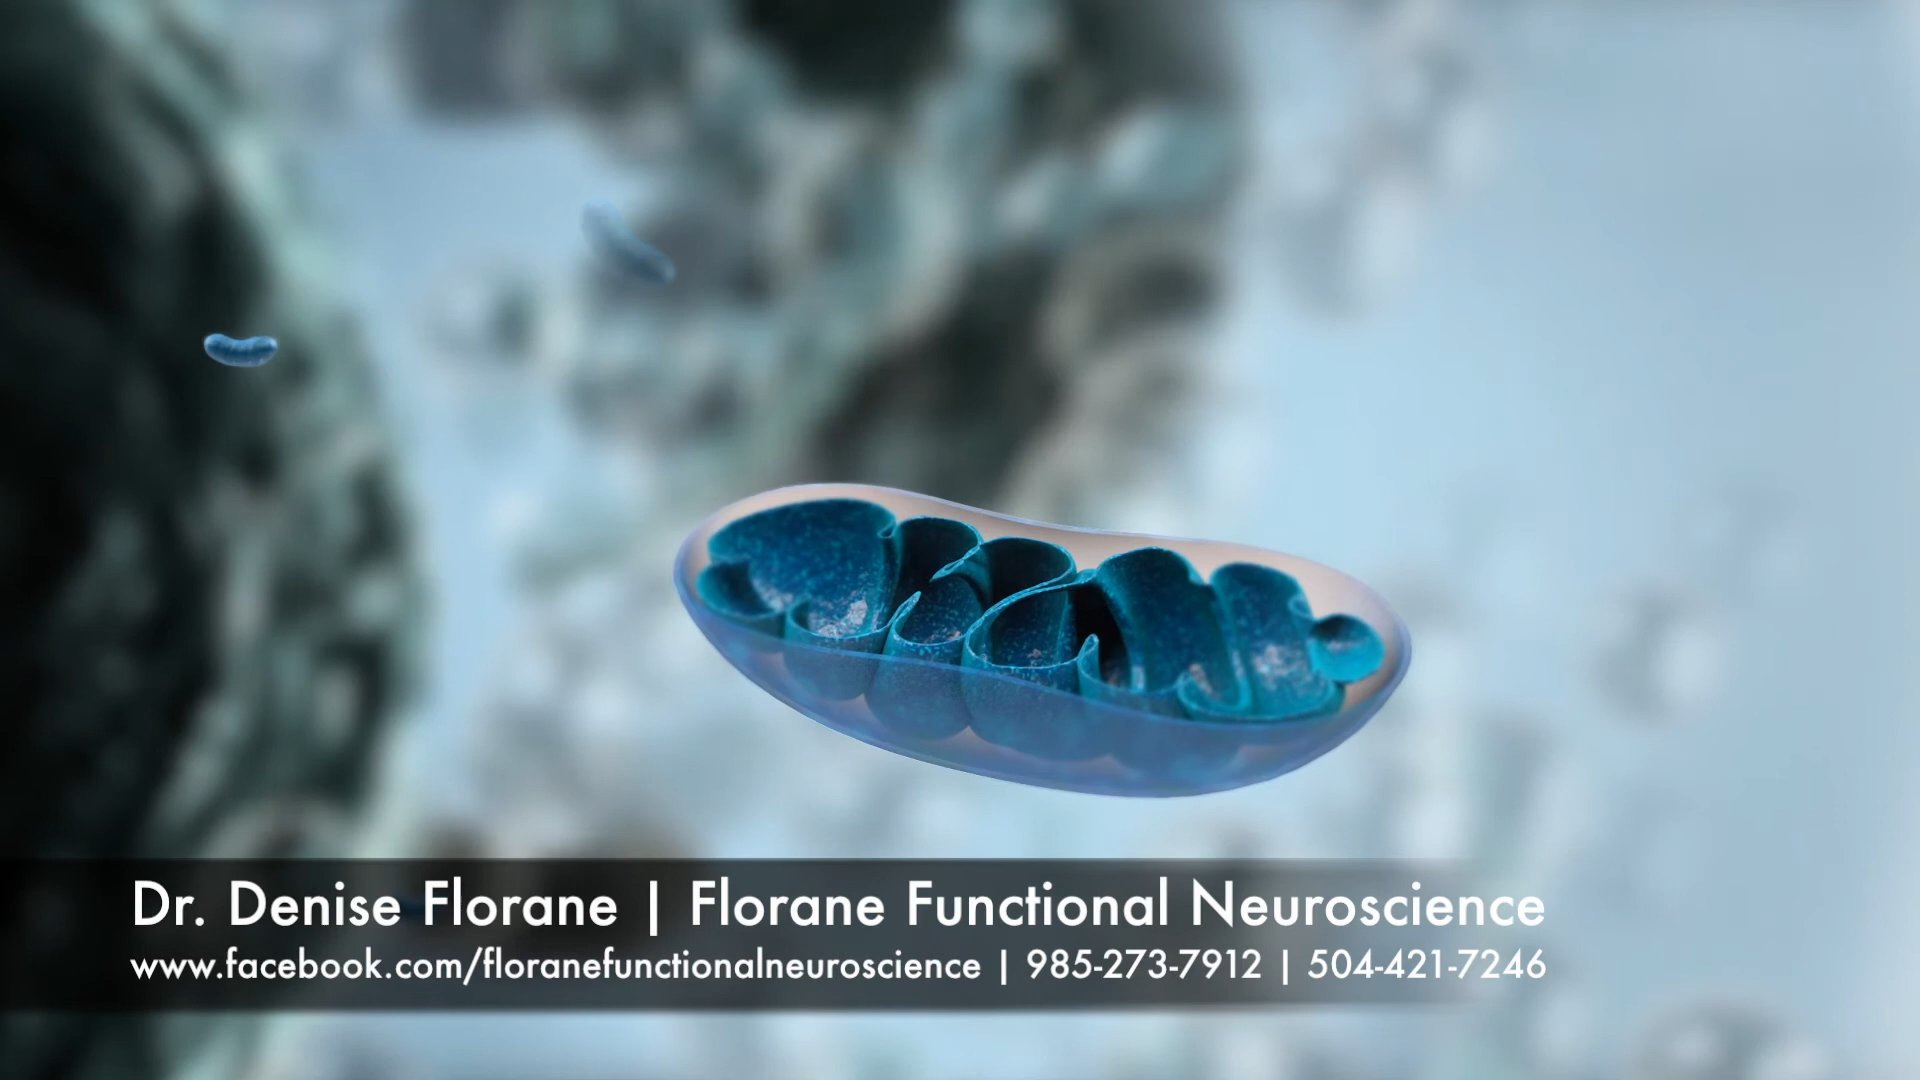 Dr. Denise Florane | Florane Functional Neuroscience
www.facebook.com/floranefunctionalneuroscience | 985-273-7912 | 504-421-7246